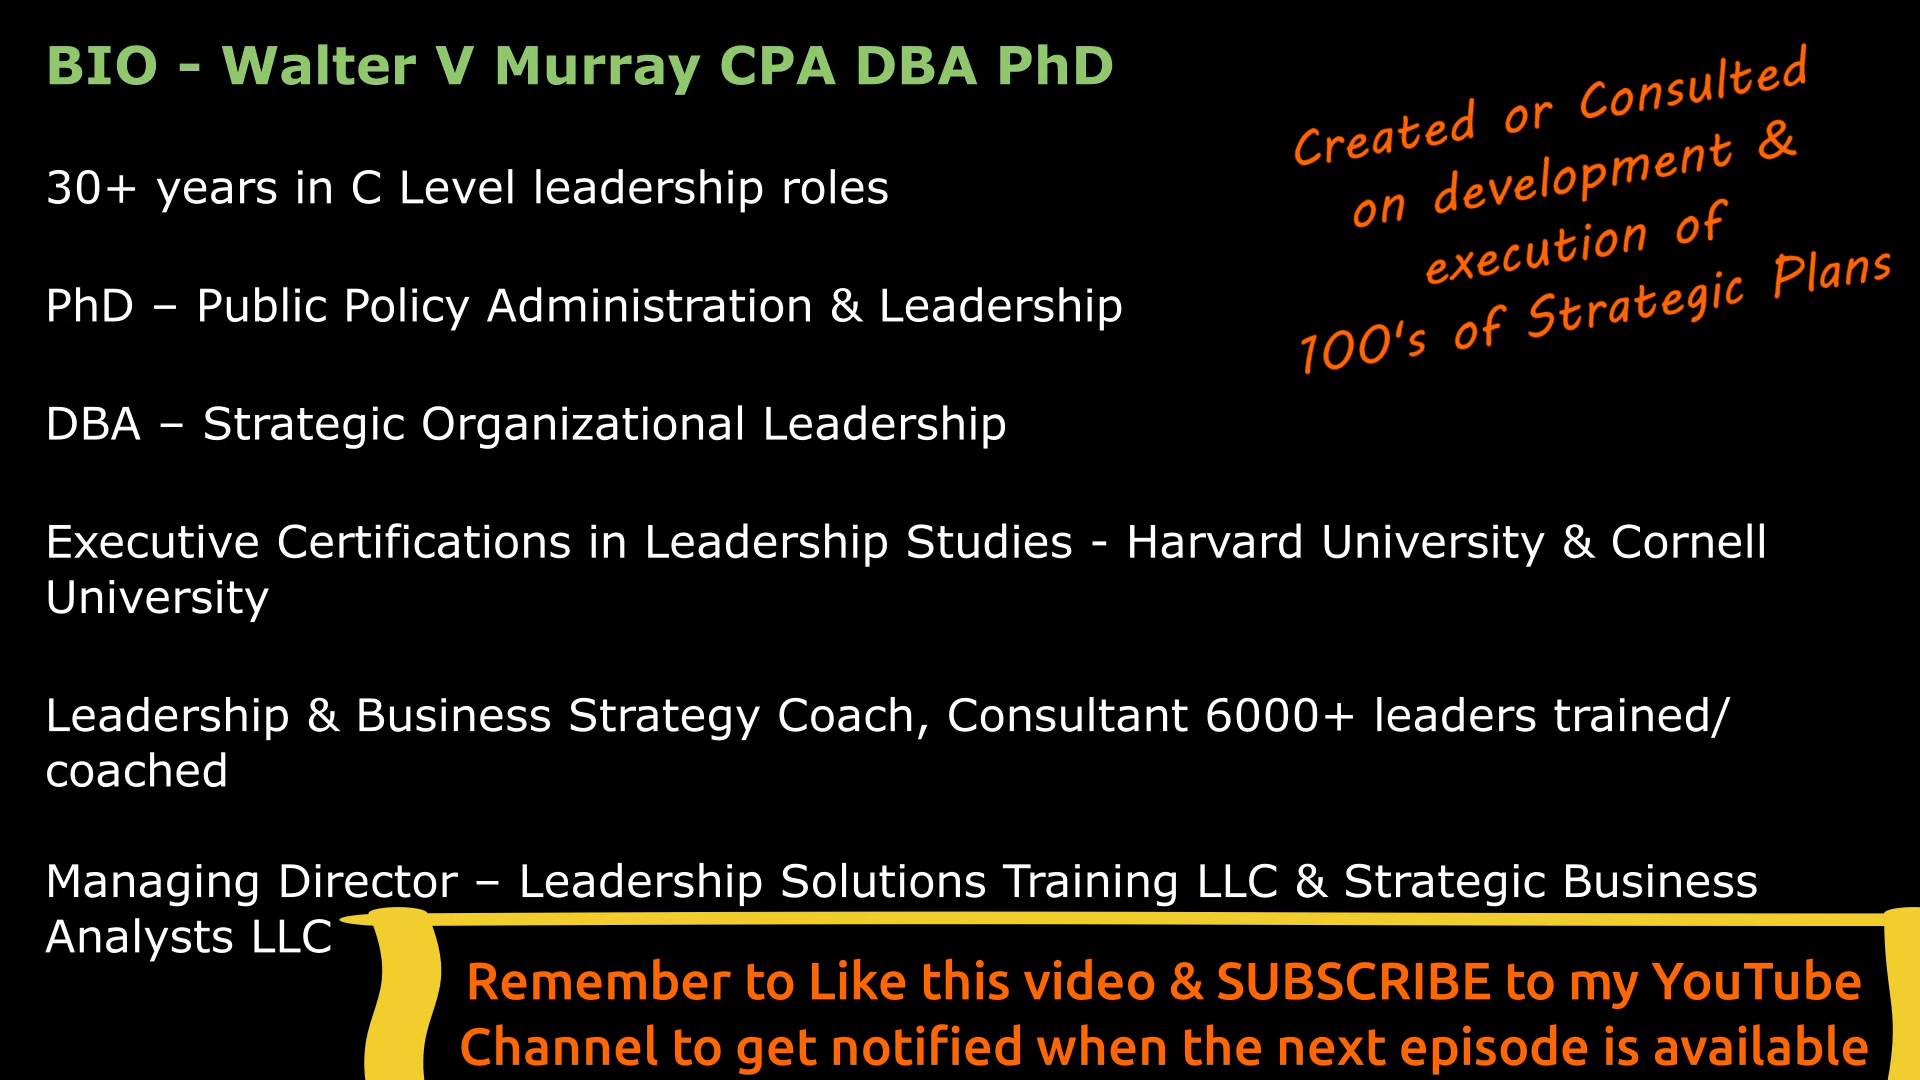 BIO - Walter V Murray CPA DBA PhD
Created or Consulted
on development &
execution of
100's of Strategic Plans
30+ years in C Level leadership roles
PhD – Public Policy Administration & Leadership
DBA – Strategic Organizational Leadership
Executive Certifications in Leadership Studies - Harvard University & Cornell
University
Leadership & Business Strategy Coach, Consultant 6000+ leaders trained/
coached
Managing Director – Leadership Solutions Training LLC & Strategic Business
Analysts LLC
Remember to Like this video & SUBSCRIBE to my YouTube
Channel to get notified when the next episode is available